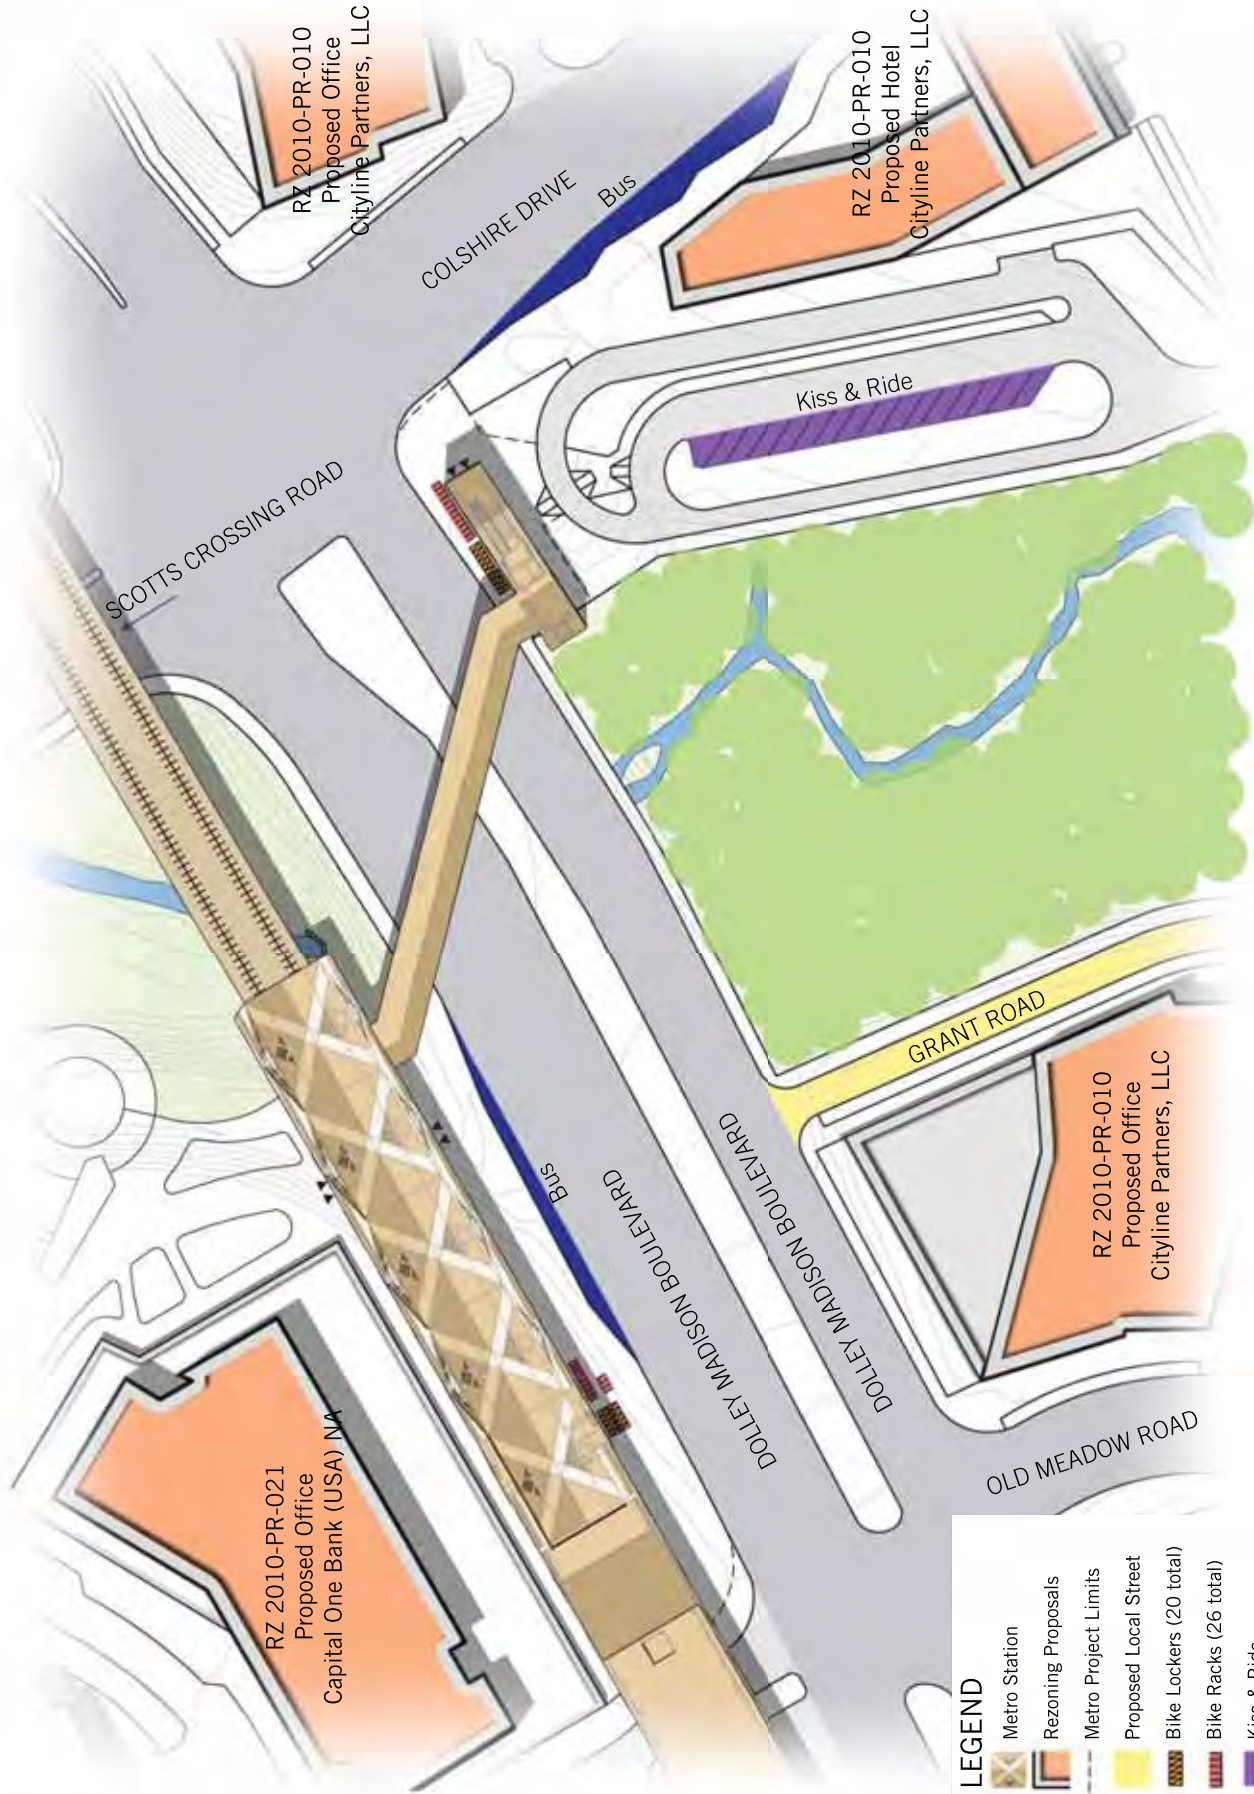 RZ 2010-PR-010
Proposed Office
Cityline Partners, LLC
RZ 2010-PR-010
Proposed Hotel
Cityline Partners, LLC
COLSHIRE DRIVE
Bus
Kiss & Ride
SCOTTS CROSSING ROAD
GRANT ROAD
RZ 2010-PR-010
Proposed Office
Cityline Partners, LLC
Bus
DOLLEY MADISON BOULEVARD
DOLLEY MADISON BOULEVARD
OLD MEADOW ROAD
RZ 2010-PR-021
Proposed Office
Capital One Bank (USA) NA
LEGEND
Metro Station
Rezoning Proposals
Metro Project Limits
Proposed Local Street
Bike Lockers (20 total)
Bike Racks (26 total)
Kiss & Ride